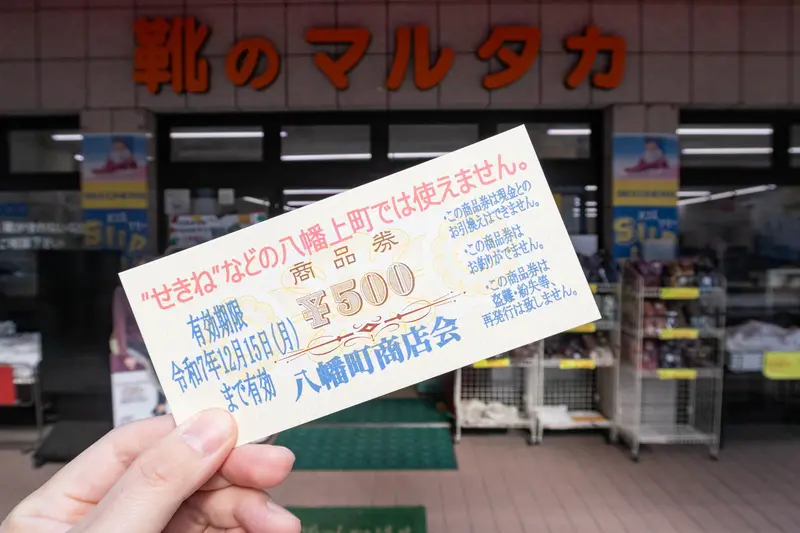 靴のマルタカ
"せきね"などの八幡上町では使えません。
商品券
¥500
有効期限
令和7年12月15日(月)
まで有効
八幡町商店会
・この商品券は現金との
お引換えはできません。
・この商品券は
お釣りがでません。
・この商品券は
盗難・紛失等、
再発行は致しません。